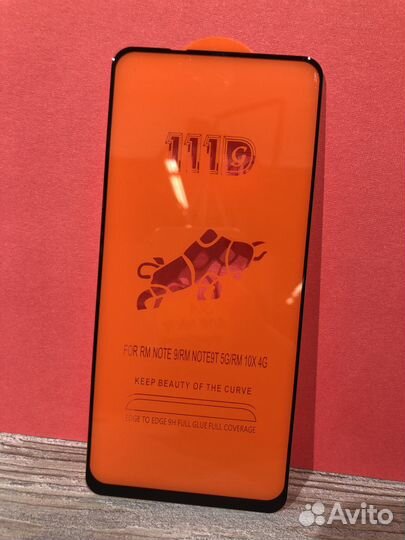 111D
G
FOR RM NOTE 9/RM NOTE9T 5G/RM 10X 4G
KEEP BEAUTY OF THE CURVE
EDGE TO EDGE 9H FULL GLUE FULL COVERAGE
Avito